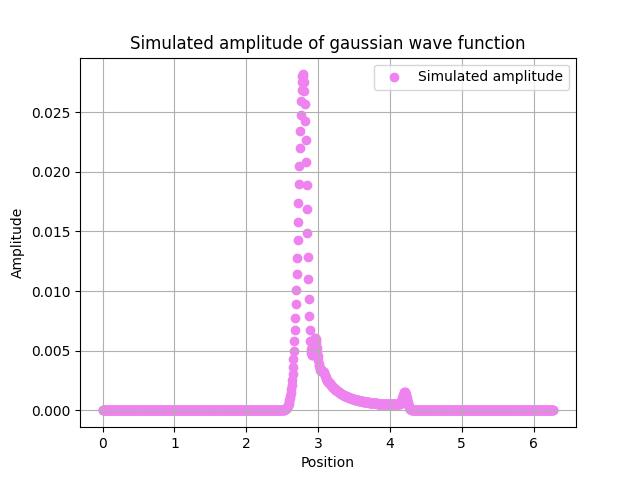 Simulated amplitude of gaussian wave function
Simulated amplitude
0.025
0.020
0.015
0.010
0.005
0.000
Amplitude
0 1 2 3 4 5 6
Position